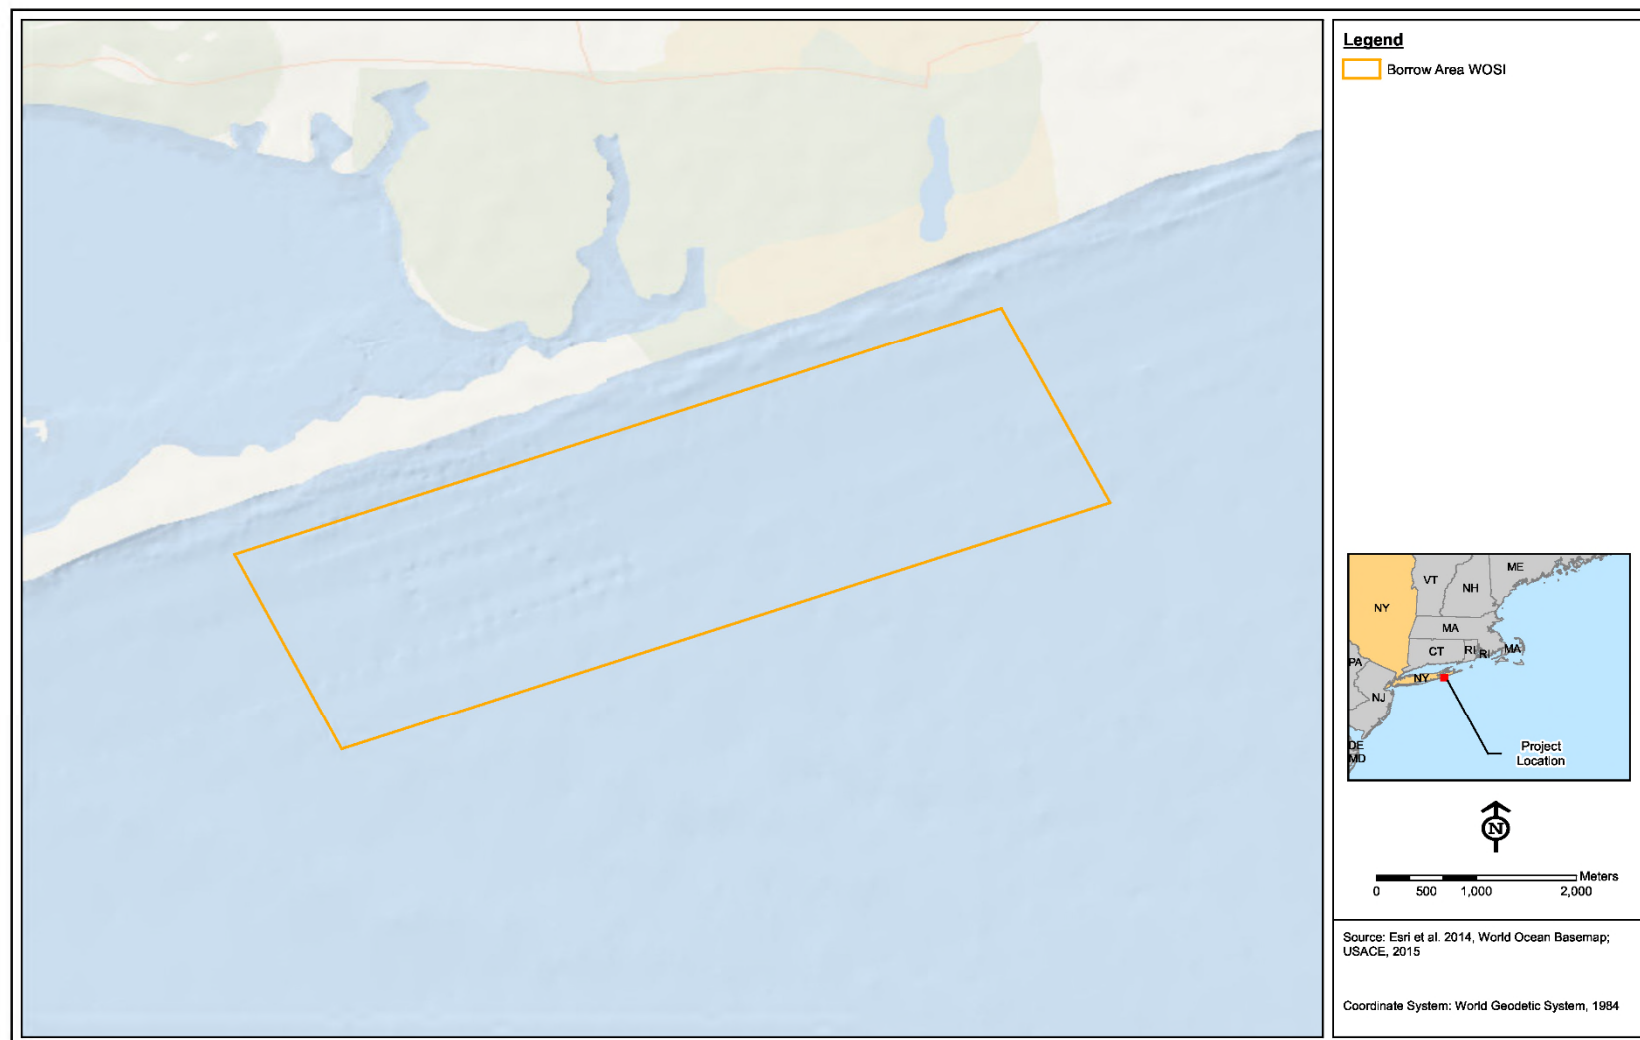 Legend
Borrow Area WOSI
ME
VT
NH
NY
MA
CT
RI
RI
MA
PA
NY
NJ
DE
MD
Project
Location
N
Meters
0 500 1,000 2,000
Source: Esri et al. 2014, World Ocean Basemap;
USACE, 2015
Coordinate System: World Geodetic System, 1984